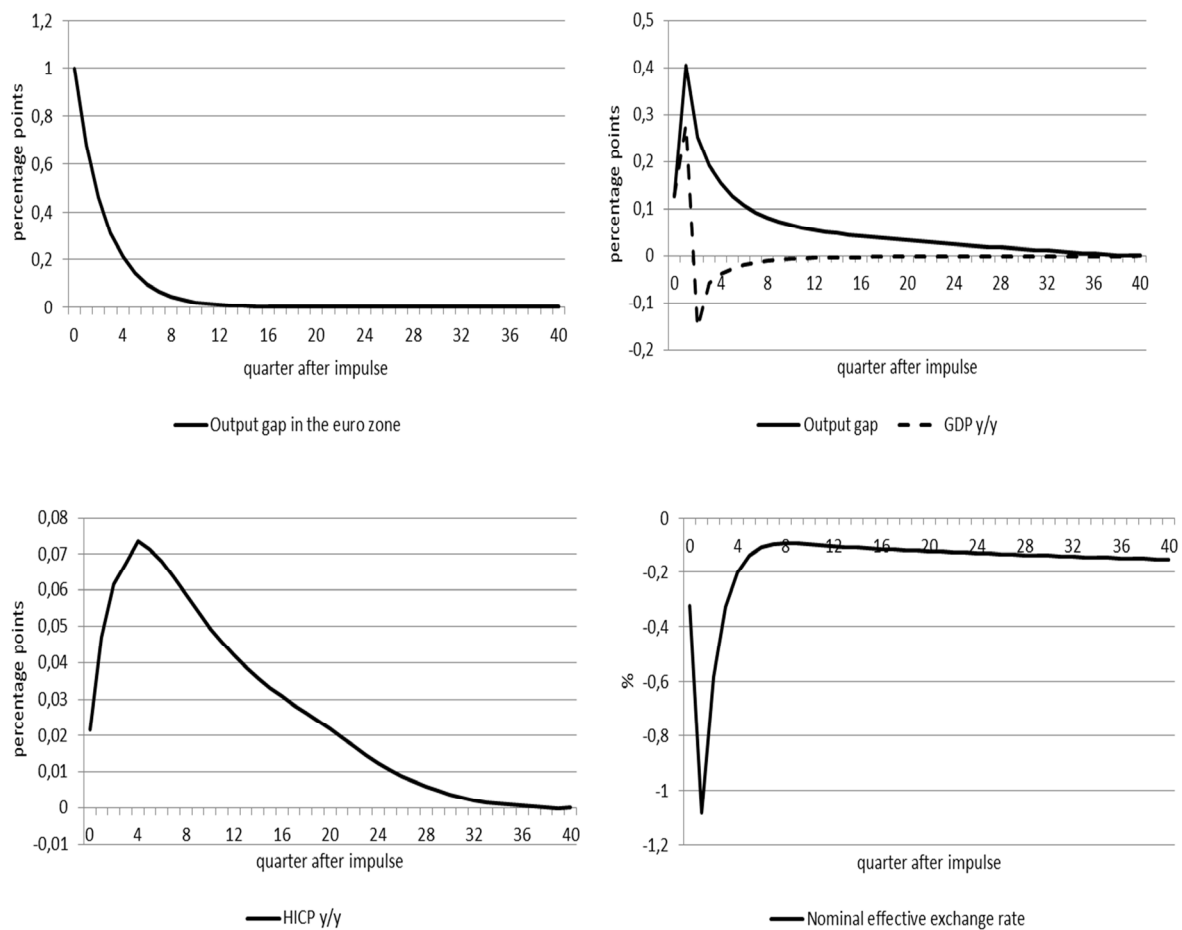 percentage points
1,2
1
0,8
0,6
0,4
0,2
0
0 4 8 12 16 20 24 28 32 36 40
quarter after impulse
Output gap in the euro zone
percentage points
0,5
0,4
0,3
0,2
0,1
0
-0,1
-0,2
0 4 8 12 16 20 24 28 32 36 40
quarter after impulse
Output gap GDP y/y
percentage points
0,08
0,07
0,06
0,05
0,04
0,03
0,02
0,01
0
-0,01
0 4 8 12 16 20 24 28 32 36 40
quarter after impulse
HICP y/y
%
0
-0,2
-0,4
-0,6
-0,8
-1
-1,2
0 4 8 12 16 20 24 28 32 36 40
quarter after impulse
Nominal effective exchange rate